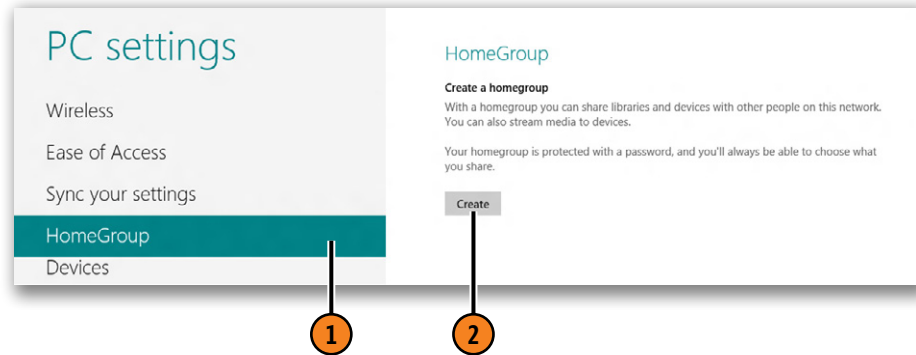 PC settings
Wireless
Ease of Access
Sync your settings
HomeGroup
Devices
HomeGroup
Create a homegroup
With a homegroup you can share libraries and devices with other people on this network.
You can also stream media to devices.
Your homegroup is protected with a password, and you'll always be able to choose what
you share.
Create
1
2